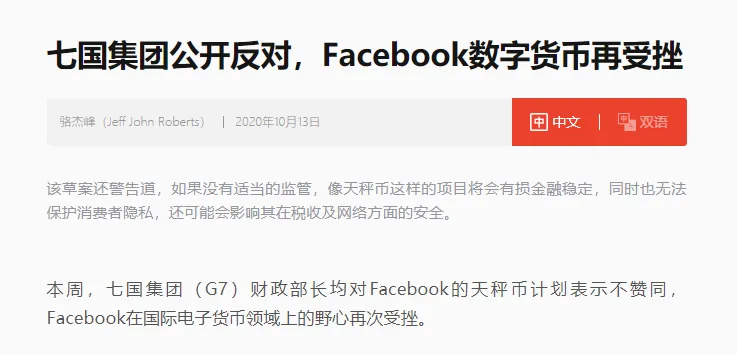 七国集团公开反对，Facebook数字货币再受挫
骆杰峰（Jeff John Roberts） | 2020年10月13日 中 中文 | 中 双语
该草案还警告道，如果没有适当的监管，像天秤币这样的项目将会有损金融稳定，同时也无法
保护消费者隐私，还可能会影响其在税收及网络方面的安全。
本周，七国集团（G7）财政部长均对Facebook的天秤币计划表示不赞同，
Facebook在国际电子货币领域上的野心再次受挫。